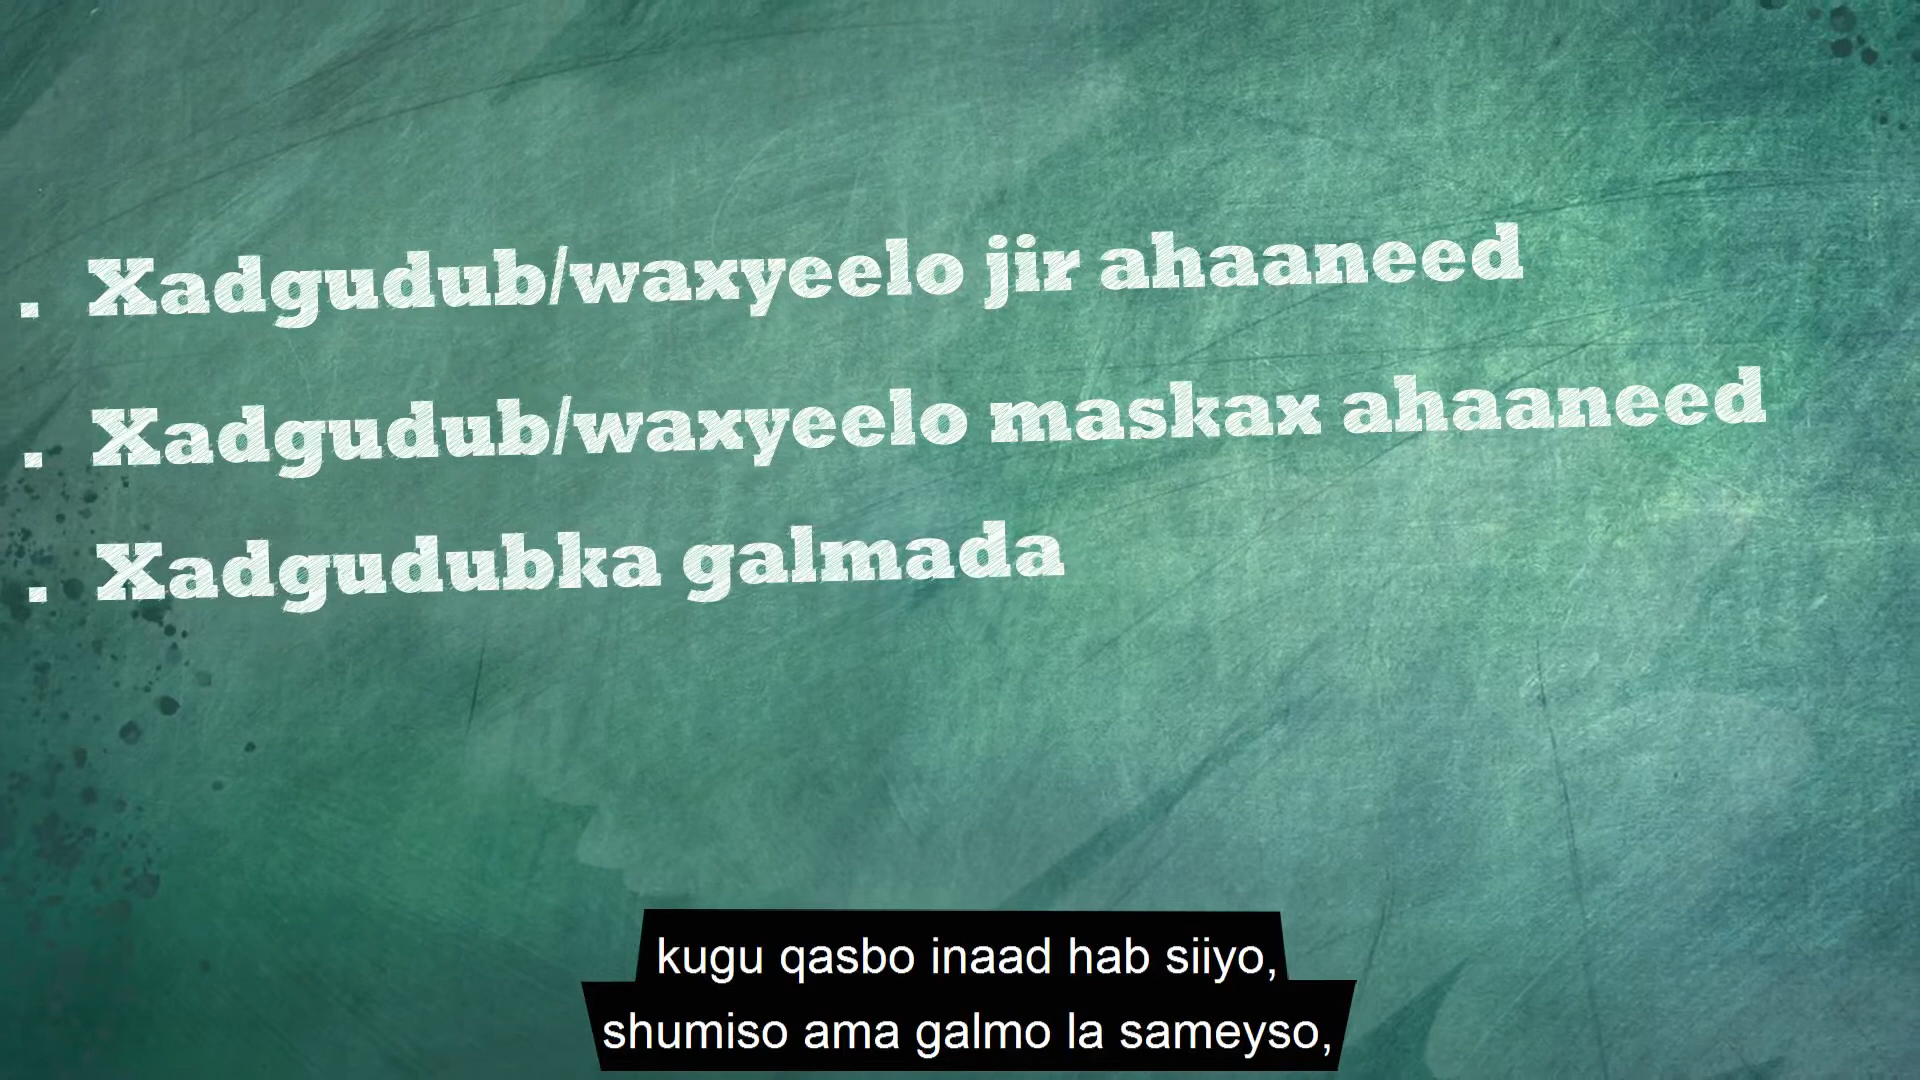 . Xadgudub/waxyeelo jir ahaaneed
. Xadgudub/waxyeelo maskax ahaaneed
. Xadgudubka galmada
kugu qasbo inaad hab siiyo,
shumiso ama galmo la sameyso,